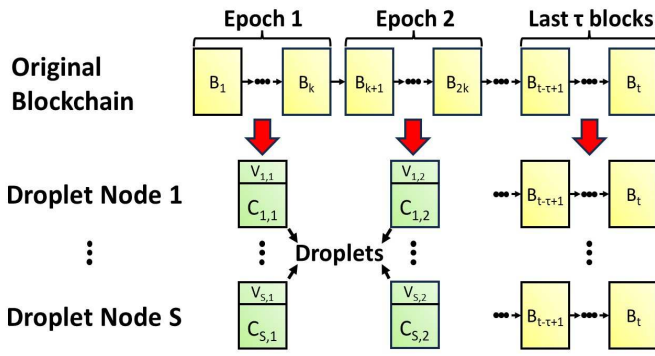 Epoch 1 Epoch 2 Last τ blocks
Original Blockchain B1 Bk Bk+1 B2k Bt-τ+1 Bt
Droplet Node 1 V1,1 C1,1 V1,2 C1,2 Bt-τ+1 Bt
Droplets
Droplet Node S VS,1 CS,1 VS,2 CS,2 Bt-τ+1 Bt